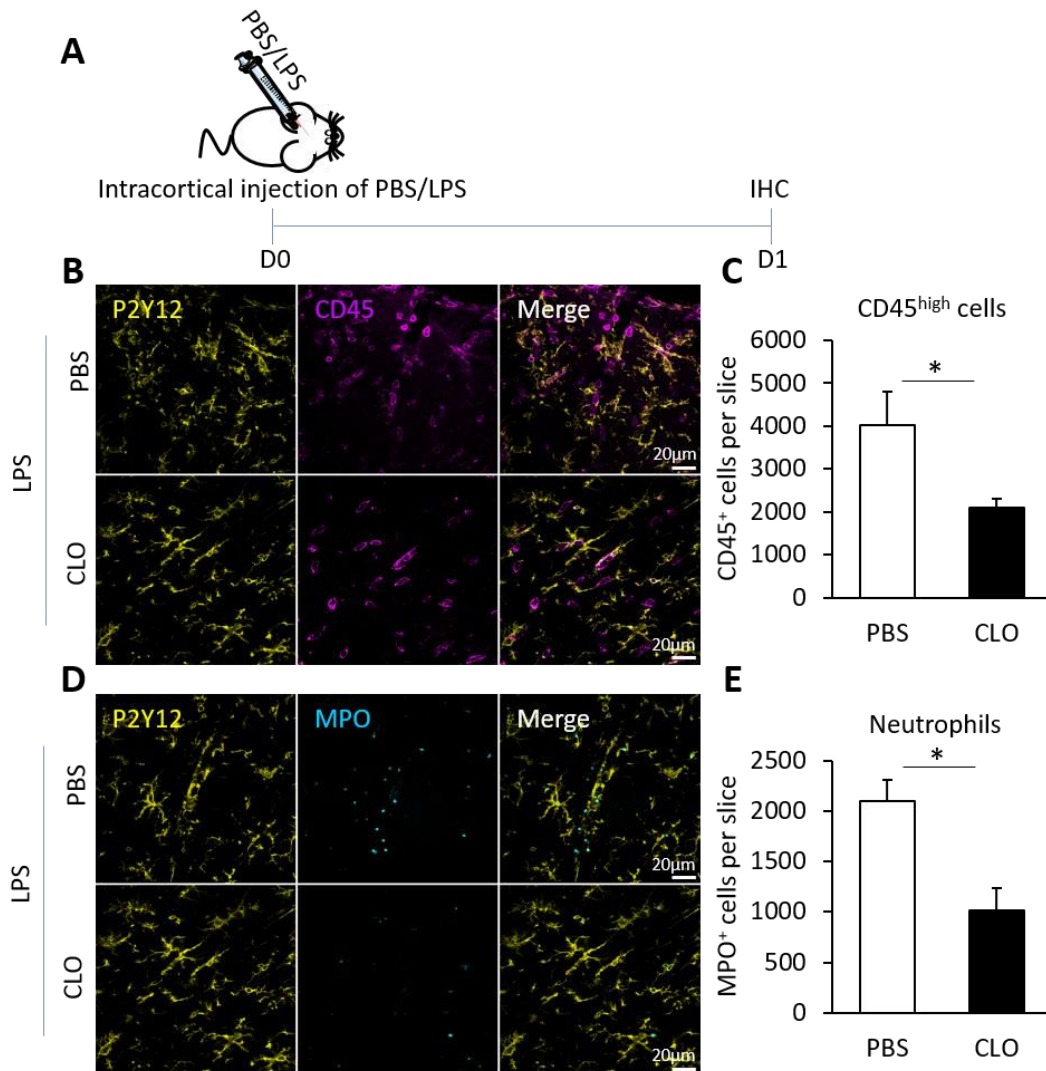 A
PBS/LPS
Intracortical injection of PBS/LPS
IHC
D0
D1
B
P2Y12
CD45
Merge
LPS
PBS
20µm
CLO
20µm
C
CD45high cells
CD45+ cells per slice
6000
5000
4000
3000
2000
1000
0
*
PBS
CLO
D
P2Y12
MPO
Merge
LPS
PBS
20µm
CLO
20µm
E
Neutrophils
MPO+ cells per slice
2500
2000
1500
1000
500
0
*
PBS
CLO